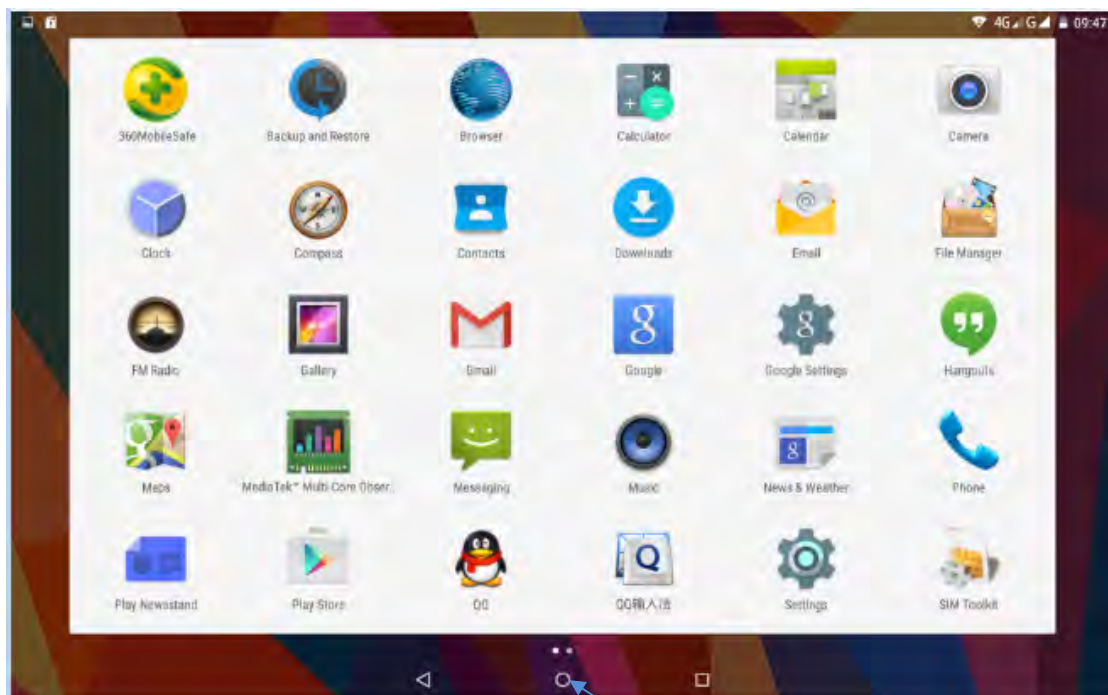 4G G 09:47
360MobileSafe Backup and Restore Browser Calculator Calendar Camera
Clock Compass Contacts Downloads Email File Manager
FM Radio Gallery Gmail Google Google Settings Hangouts
Maps MediaTek™ Multi-Core Obser.. Messaging Music News & Weather Phone
Play Newsstand Play Store QQ QQ输入法 Settings SIM Toolkit